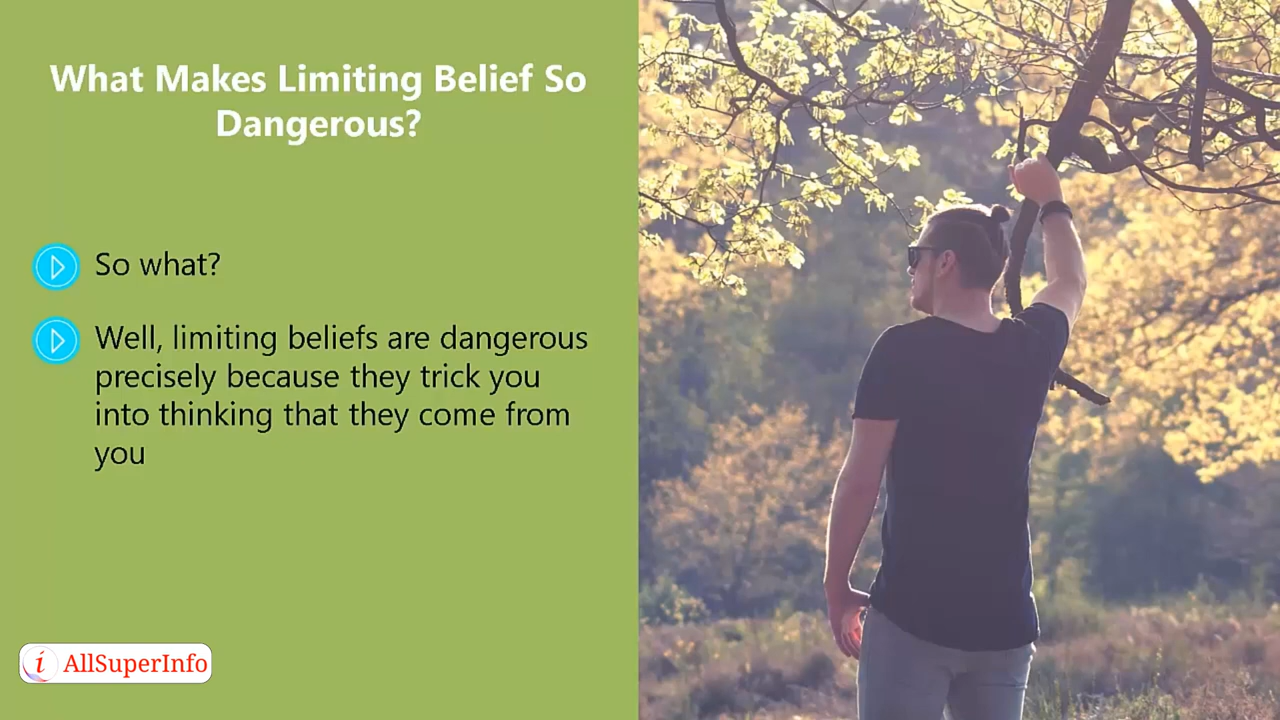 What Makes Limiting Belief So
Dangerous?
So what?
Well, limiting beliefs are dangerous
precisely because they trick you
into thinking that they come from
you
i AllSuperInfo